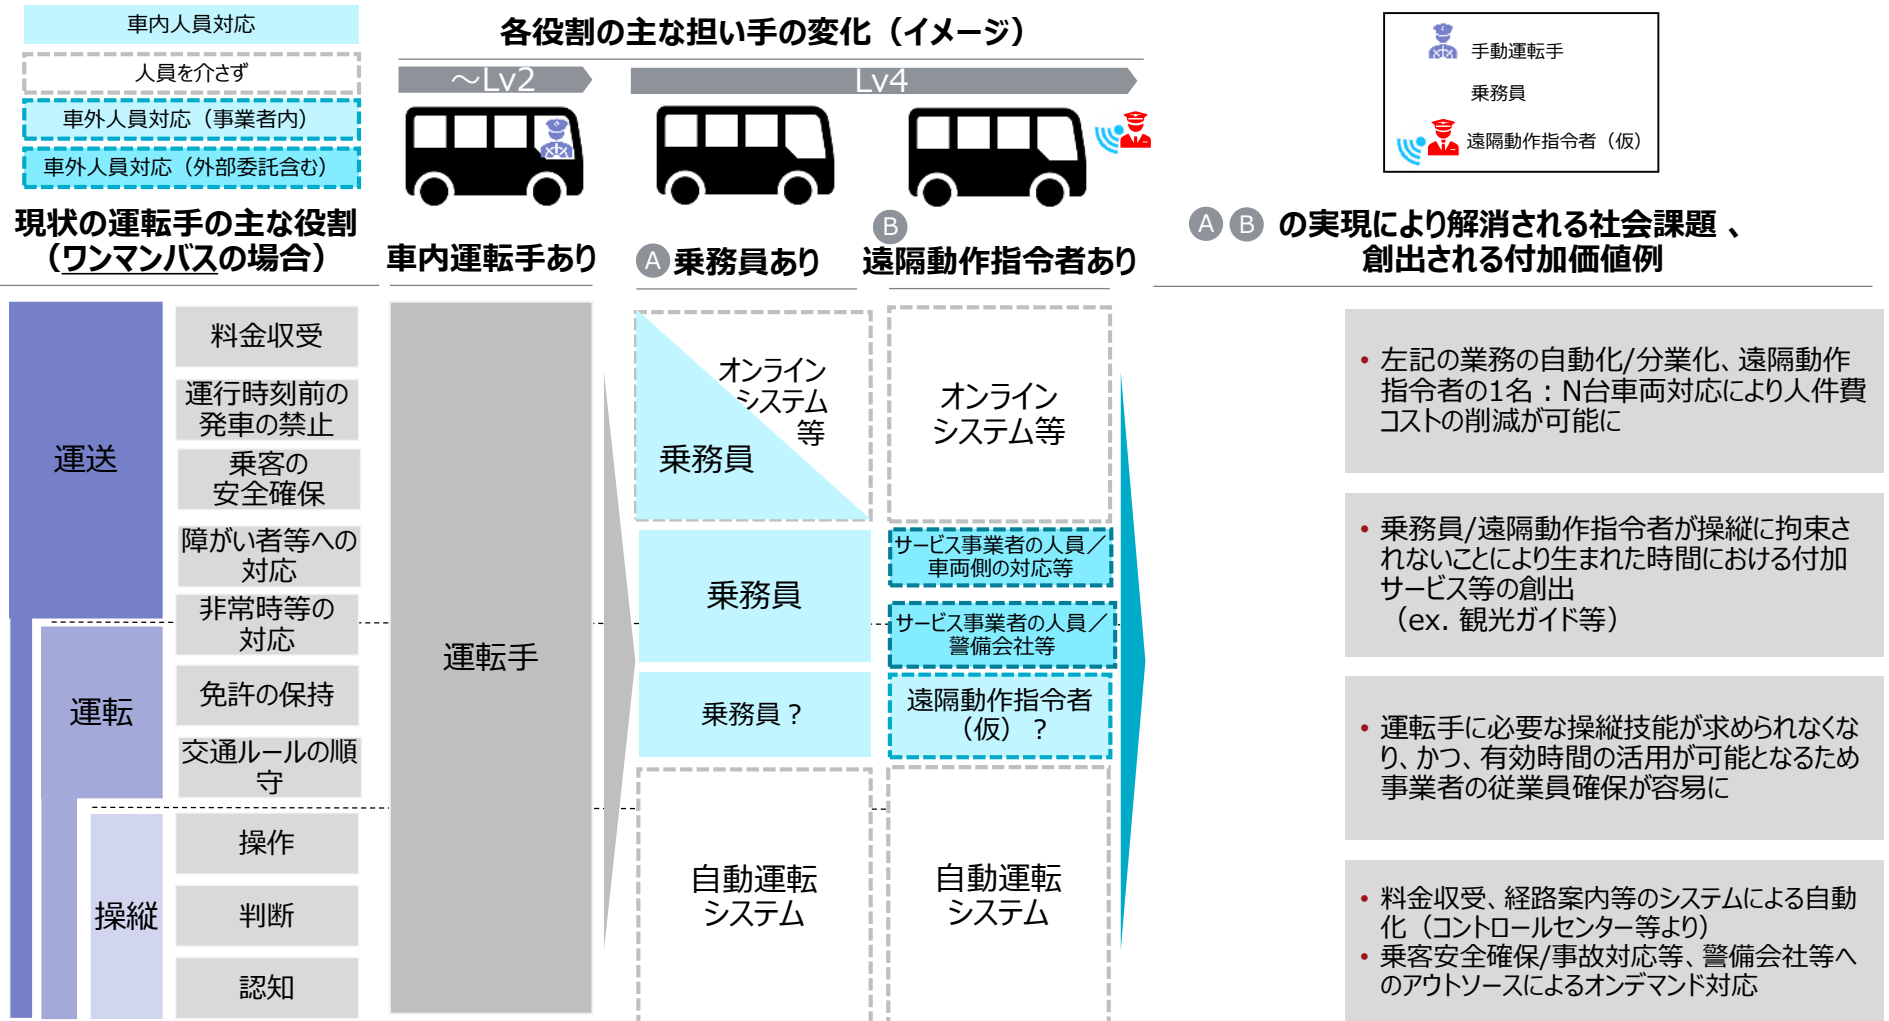 車内人員対応
人員を介さず
車外人員対応（事業者内）
車外人員対応（外部委託含む）
各役割の主な担い手の変化（イメージ）
～Lv2
Lv4
手動運転手
乗務員
遠隔動作指令者（仮）
現状の運転手の主な役割
（ワンマンバスの場合）
車内運転手あり
A 乗務員あり
B
遠隔動作指令者あり
A B の実現により解消される社会課題 、
創出される付加価値例
運送
運転
操縦
料金収受
運行時刻前の
発車の禁止
乗客の
安全確保
障がい者等への
対応
非常時等の
対応
免許の保持
交通ルールの順
守
操作
判断
認知
運転手
オンライン
システム
等
乗務員
乗務員
乗務員？
自動運転
システム
オンライン
システム等
サービス事業者の人員／
車両側の対応等
サービス事業者の人員／
警備会社等
遠隔動作指令者
（仮）？
自動運転
システム
• 左記の業務の自動化/分業化、遠隔動作
指令者の1名：N台車両対応により人件費
コストの削減が可能に
• 乗務員/遠隔動作指令者が操縦に拘束さ
れないことにより生まれた時間における付加
サービス等の創出
（ex. 観光ガイド等）
• 運転手に必要な操縦技能が求められなくな
り、かつ、有効時間の活用が可能となるため
事業者の従業員確保が容易に
• 料金収受、経路案内等のシステムによる自動
化（コントロールセンター等より）
• 乗客安全確保/事故対応等、警備会社等へ
のアウトソースによるオンデマンド対応